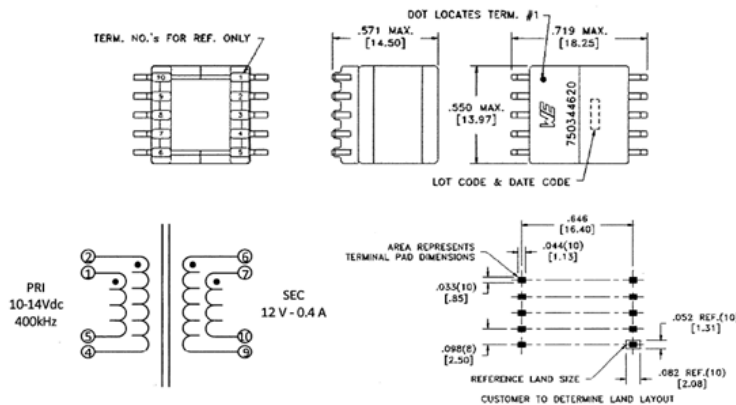 TERM. NO.'s FOR REF. ONLY
10
9
8
7
6
1
2
3
4
5
.571 MAX.
[14.50]
DOT LOCATES TERM. #1
.719 MAX.
[18.25]
.550 MAX.
[13.97]
WE
750344620
LOT CODE & DATE CODE
PRI
10-14Vdc
400kHz
2
1
5
4
6
7
10
9
SEC
12 V - 0.4 A
.646
[16.40]
AREA REPRESENTS
TERMINAL PAD DIMENSIONS
.044(10)
[1.13]
.033(10)
[.85]
.098(8)
[2.50]
.052 REF.(10)
[1.31]
.082 REF.(10)
[2.08]
REFERENCE LAND SIZE
CUSTOMER TO DETERMINE LAND LAYOUT